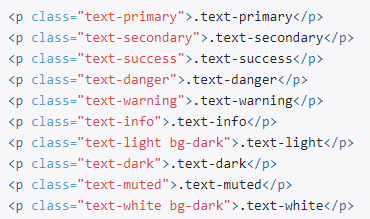 <p class="text-primary">.text-primary</p>
<p class="text-secondary">.text-secondary</p>
<p class="text-success">.text-success</p>
<p class="text-danger">.text-danger</p>
<p class="text-warning">.text-warning</p>
<p class="text-info">.text-info</p>
<p class="text-light bg-dark">.text-light</p>
<p class="text-dark">.text-dark</p>
<p class="text-muted">.text-muted</p>
<p class="text-white bg-dark">.text-white</p>